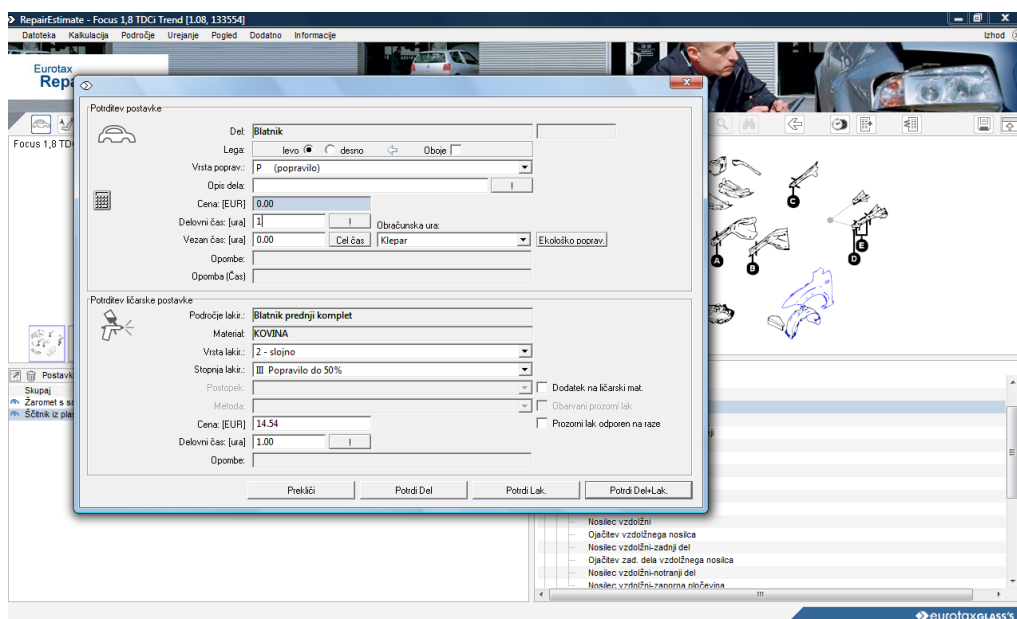 RepairEstimate - Focus 1,8 TDCi Trend [1.08, 133554]
Datoteka Kalkulacija Področje Urejanje Pogled Dodatno Informacije Izhod
Eurotax
Focus 1,8 TD
Potrditev postavke
Del: Blatnik
Lega: levo desno Oboje
Vrsta poprav.: P (popravilo)
Opis dela: !
Cena: [EUR] 0.00
Delovni čas: [ura] 1 ! Obračunska ura:
Vezan čas: [ura] 0.00 Cel čas Klepar Ekološko poprav.
Opombe:
Opomba (Čas)
Potrditev ličarske postavke
Področje lakir.: Blatnik prednji komplet
Material: KOVINA
Vrsta lakir.: 2 - slojno
Stopnja lakir.: III Popravilo do 50%
Postopek: Dodatek na ličarski mat.
Metoda: Obarvani prozorni lak
Cena: [EUR] 14.54 Prozorni lak odporen na raze
Delovni čas: [ura] 1.00 !
Opombe:
Prekliči Potrdi Del Potrdi Lak. Potrdi Del+Lak.
A B C D E
Postavk
Skupaj
Žaromet s
Ščitnik iz plas
Nosilec vzdolžni
Ojačitev vzdolžnega nosilca
Nosilec vzdolžni-zadnji del
Ojačitev zad. dela vzdolžnega nosilca
Nosilec vzdolžni-notranji del
Nosilec vzdolžni-zaporna pločevina
eurotaxGLASS'S